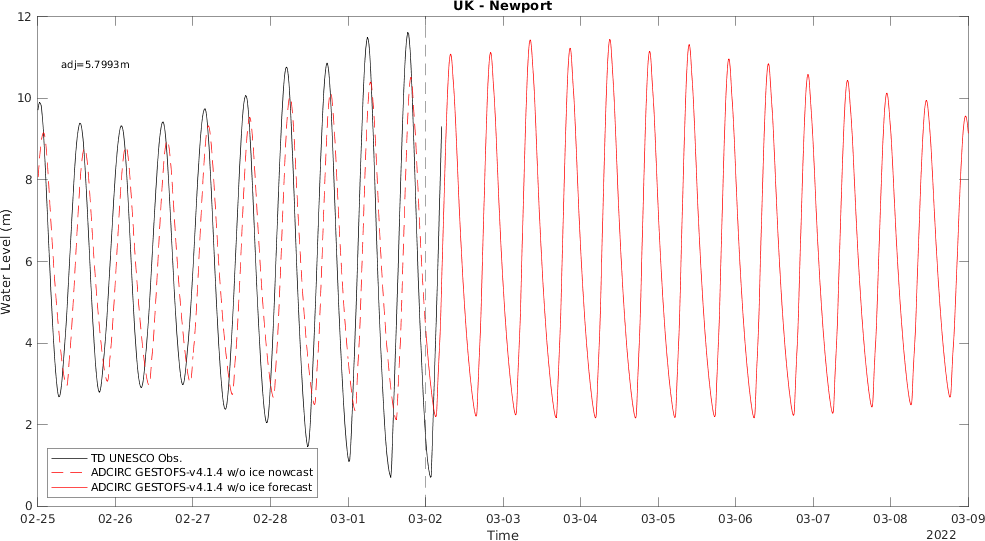 UK - Newport
adj=5.7993m
12
10
8
6
4
2
0
Water Level (m)
TD UNESCO Obs.
ADCIRC GESTOFS-v4.1.4 w/o ice nowcast
ADCIRC GESTOFS-v4.1.4 w/o ice forecast
02-25 02-26 02-27 02-28 03-01 03-02 03-03 03-04 03-05 03-06 03-07 03-08 03-09
Time
2022